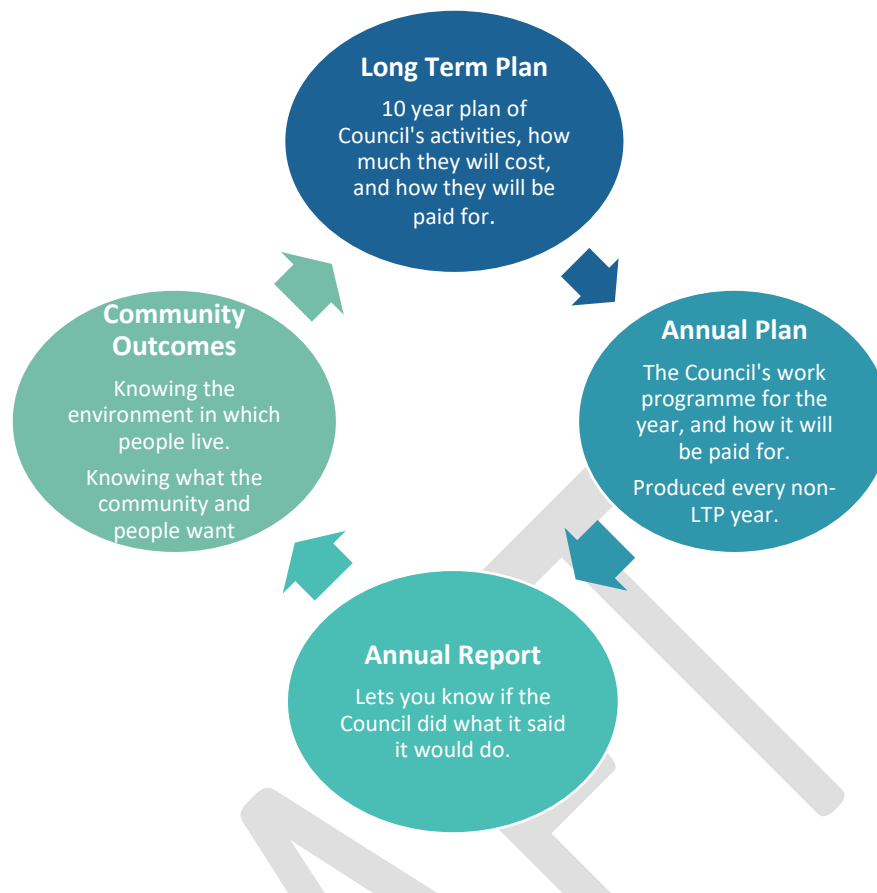 Long Term Plan
10 year plan of
Council's activities, how
much they will cost,
and how they will be
paid for.
Community
Outcomes
Knowing the
environment in which
people live.
Knowing what the
community and
people want
Annual Plan
The Council's work
programme for the
year, and how it will
be paid for.
Produced every non-
LTP year.
Annual Report
Lets you know if the
Council did what it said
it would do.